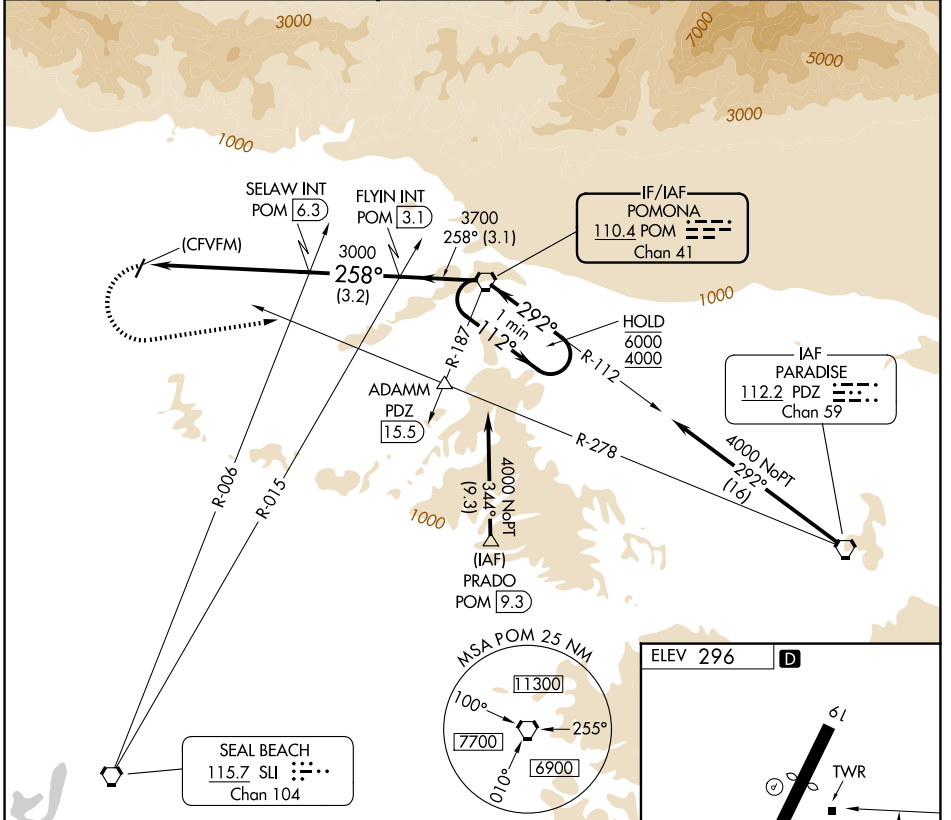 3000
7000
5000
3000
1000
SELAW INT
POM 6.3
FLYIN INT
POM 3.1
3700
258° (3.1)
IF/IAF
POMONA
110.4 POM
Chan 41
(CFVFM)
3000
258°
(3.2)
1000
292°
1 min
112°
HOLD
6000
4000
R-187
R-112
IAF
PARADISE
112.2 PDZ
Chan 59
ADAMM
PDZ
15.5
R-278
4000 NoPT
292°
(16)
R-006
R-015
4000 NoPT
344°
(9.3)
1000
(IAF)
PRADO
POM 9.3
MSA POM 25 NM
11300
100°
255°
7700
6900
010°
ELEV 296 D
19
TWR
P
SEAL BEACH
115.7 SLI
Chan 104